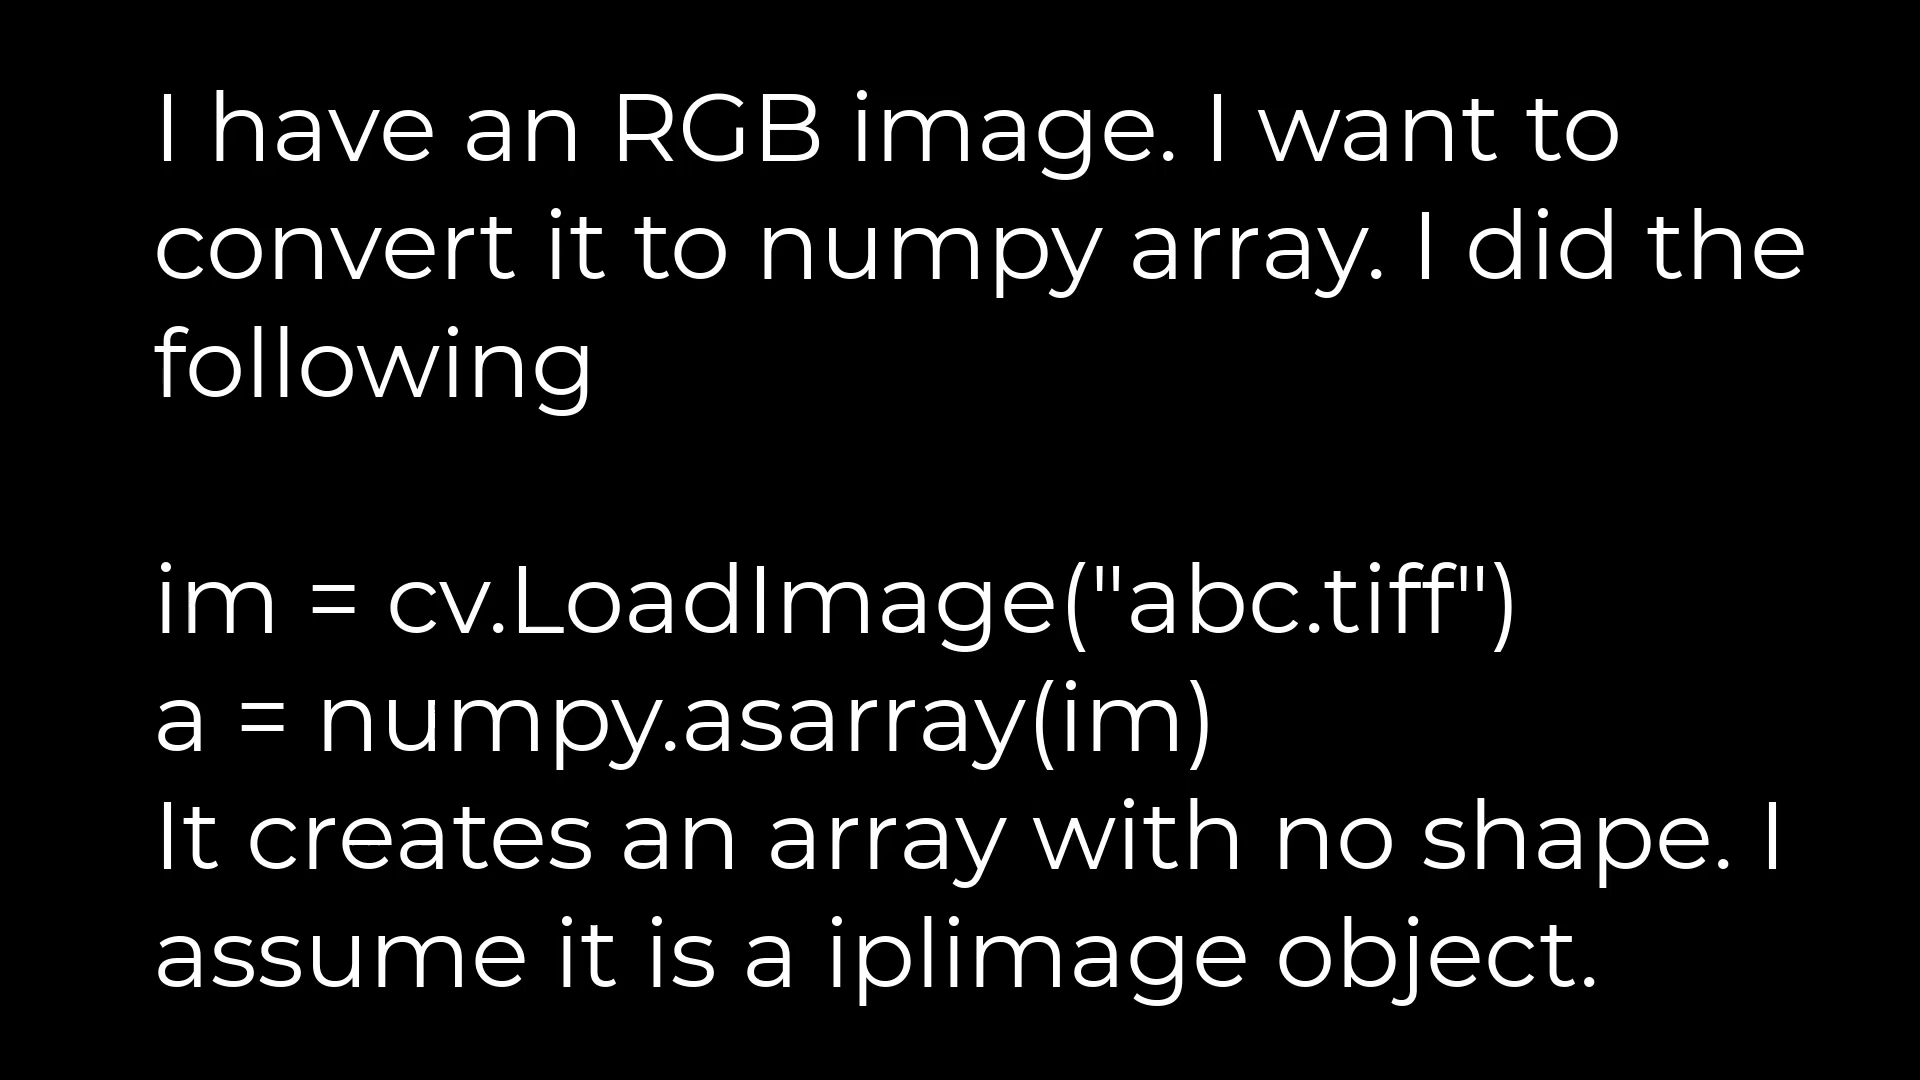 I have an RGB image. I want to
convert it to numpy array. I did the
following
im = cv.LoadImage("abc.tiff")
a = numpy.asarray(im)
It creates an array with no shape. I
assume it is a iplimage object.